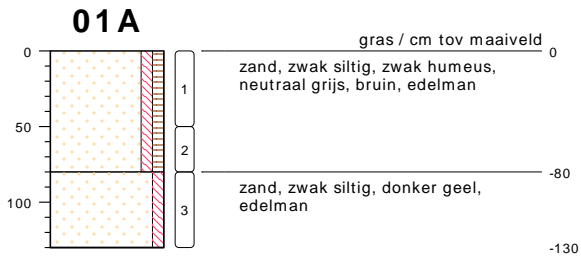 01A
gras / cm tov maaiveld
0
0
zand, zwak siltig, zwak humeus,
neutraal grijs, bruin, edelman
1
50
2
-80
zand, zwak siltig, donker geel,
edelman
100
3
-130